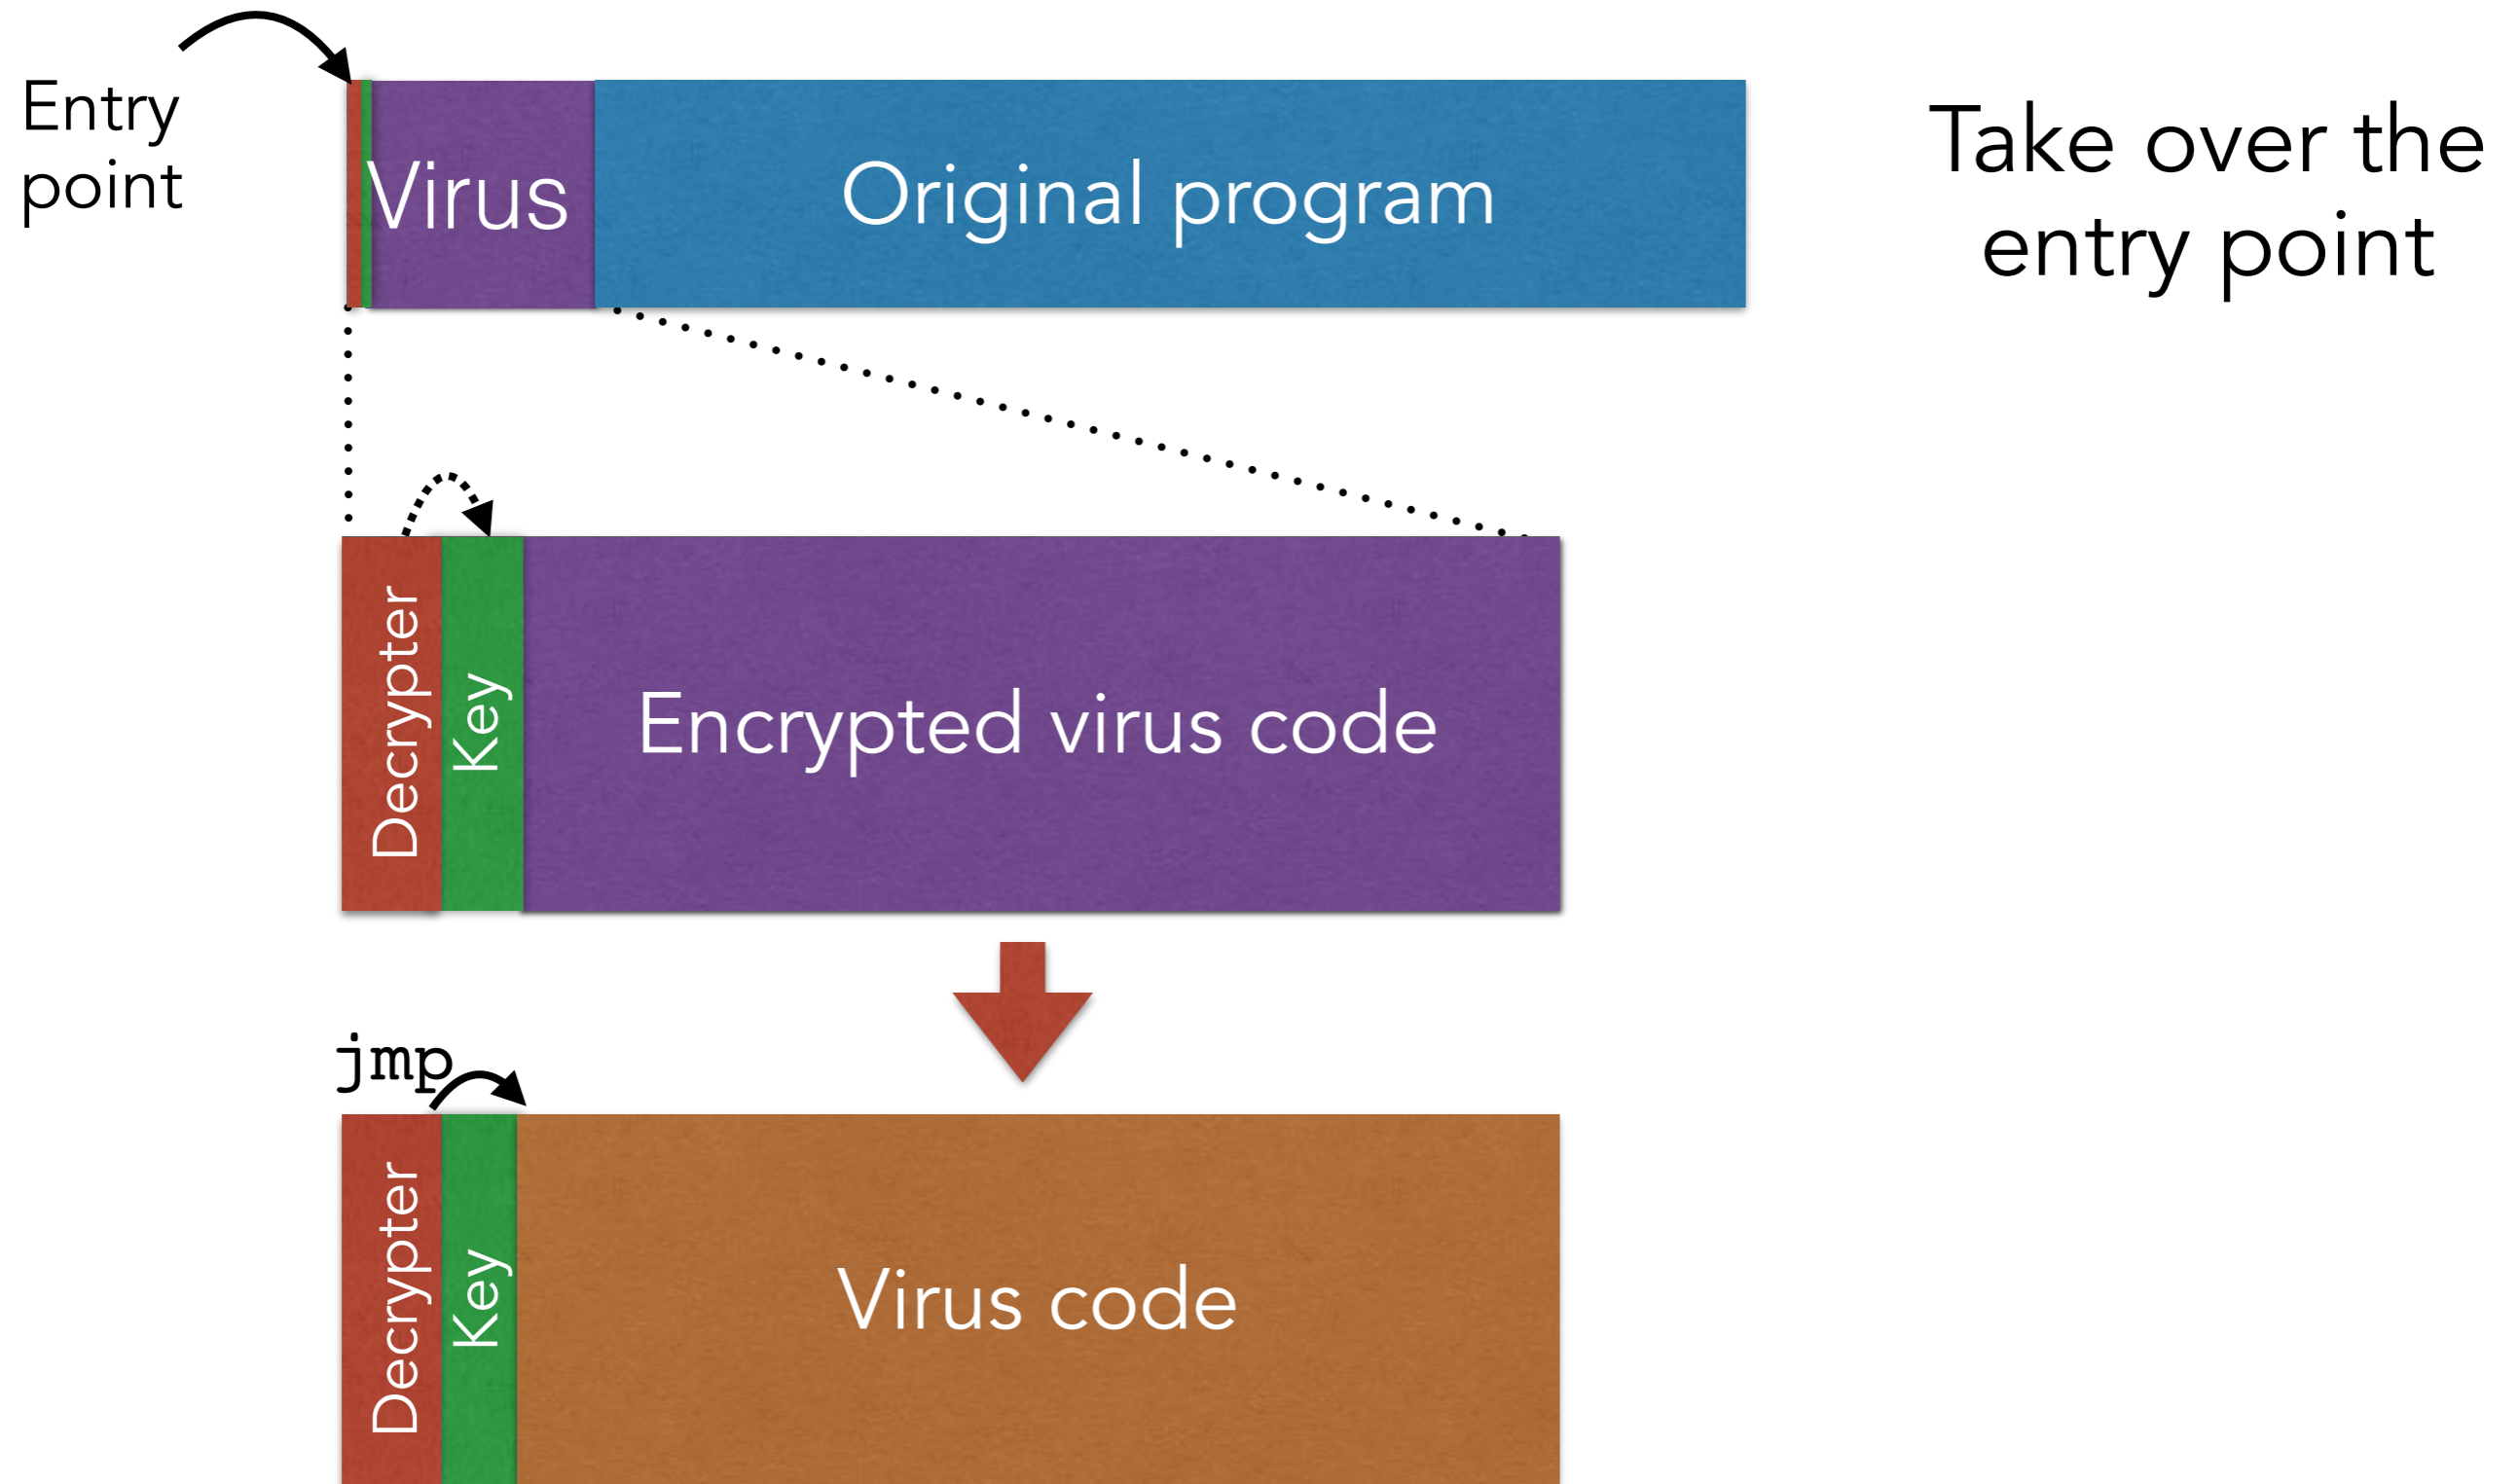 Entry
point
Virus
Original program
Take over the
entry point
Decrypter
Key
Encrypted virus code
jmp
Decrypter
Key
Virus code